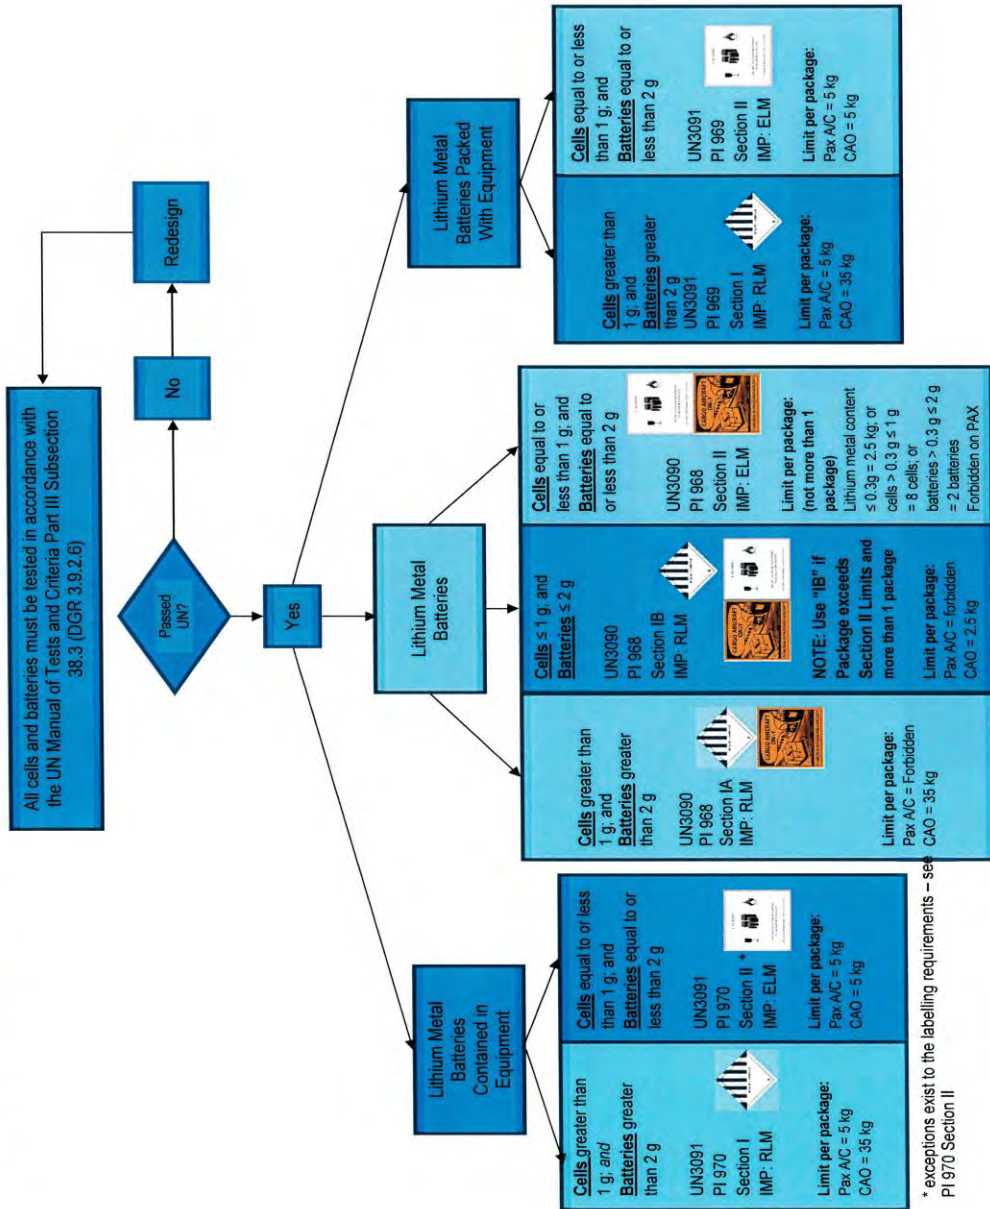 All cells and batteries must be tested in accordance with
the UN Manual of Tests and Criteria Part III Subsection
38.3 (DGR 3.9.2.6)
Passed
UN?
No
Redesign
Yes
Lithium Metal
Batteries
Contained in
Equipment
Lithium Metal
Batteries
Lithium Metal
Batteries Packed
With Equipment
Cells greater than
1 g; and
Batteries greater
than 2 g
UN3091
PI 970
Section I
IMP: RLM
Limit per package:
Pax A/C = 5 kg
CAO = 35 kg
Cells equal to or less
than 1 g; and
Batteries equal to or
less than 2 g
UN3091
PI 970
Section II *
IMP: ELM
Limit per package:
Pax A/C = 5 kg
CAO = 5 kg
Cells greater than
1 g; and
Batteries greater
than 2 g
UN3090
PI 968
Section IA
IMP: RLM
CARGO AIRCRAFT
ONLY
Limit per package:
Pax A/C = Forbidden
CAO = 35 kg
Cells ≤ 1 g; and
Batteries ≤ 2 g
UN3090
PI 968
Section IB
IMP: RLM
CARGO AIRCRAFT
ONLY
NOTE: Use "IB" if
Package exceeds
Section II Limits and
more than 1 package
Limit per package:
Pax A/C = forbidden
CAO = 2.5 kg
Cells equal to or
less than 1 g; and
Batteries equal to
or less than 2 g
UN3090
PI 968
Section II
IMP: ELM
CARGO AIRCRAFT
ONLY
Limit per package:
(not more than 1
package)
Lithium metal content
≤ 0.3g = 2.5 kg; or
cells > 0.3 g ≤ 1 g
= 8 cells; or
batteries > 0.3 g ≤ 2 g
= 2 batteries
Forbidden on PAX
Cells greater than
1 g; and
Batteries greater
than 2 g
UN3091
PI 969
Section I
IMP: RLM
Limit per package:
Pax A/C = 5 kg
CAO = 35 kg
Cells equal to or less
than 1 g; and
Batteries equal to or
less than 2 g
UN3091
PI 969
Section II
IMP: ELM
Limit per package:
Pax A/C = 5 kg
CAO = 5 kg
* exceptions exist to the labelling requirements – see
PI 970 Section II